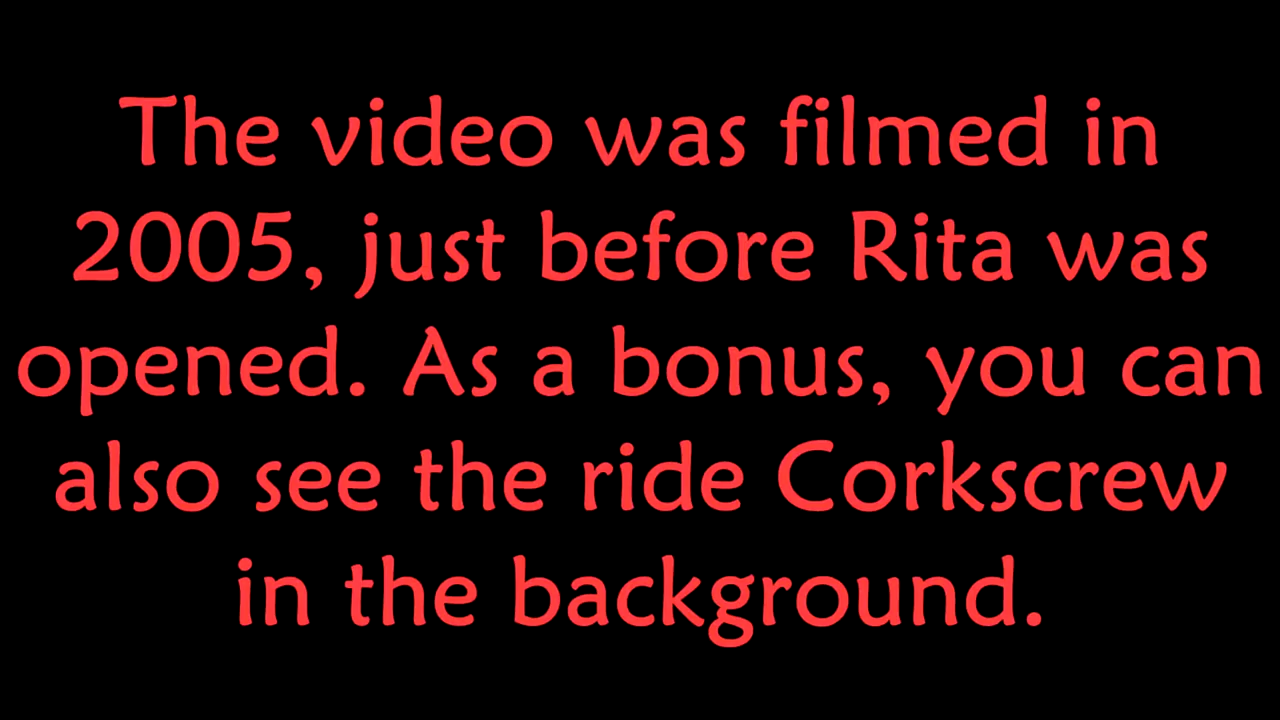 The video was filmed in
2005, just before Rita was
opened. As a bonus, you can
also see the ride Corkscrew
in the background.